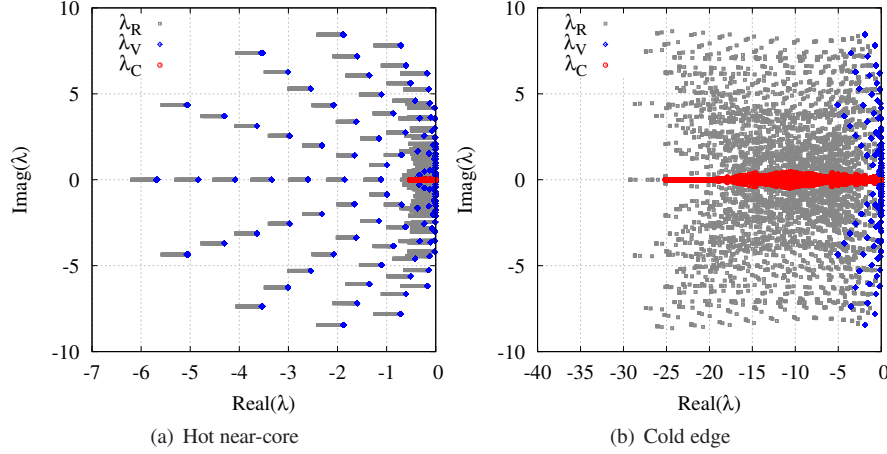 10
5
0
-5
-10
Imag(λ)
λR
λV
λC
-7 -6 -5 -4 -3 -2 -1 0
Real(λ)
(a) Hot near-core
10
5
0
-5
-10
Imag(λ)
λR
λV
λC
-40 -35 -30 -25 -20 -15 -10 -5 0
Real(λ)
(b) Cold edge